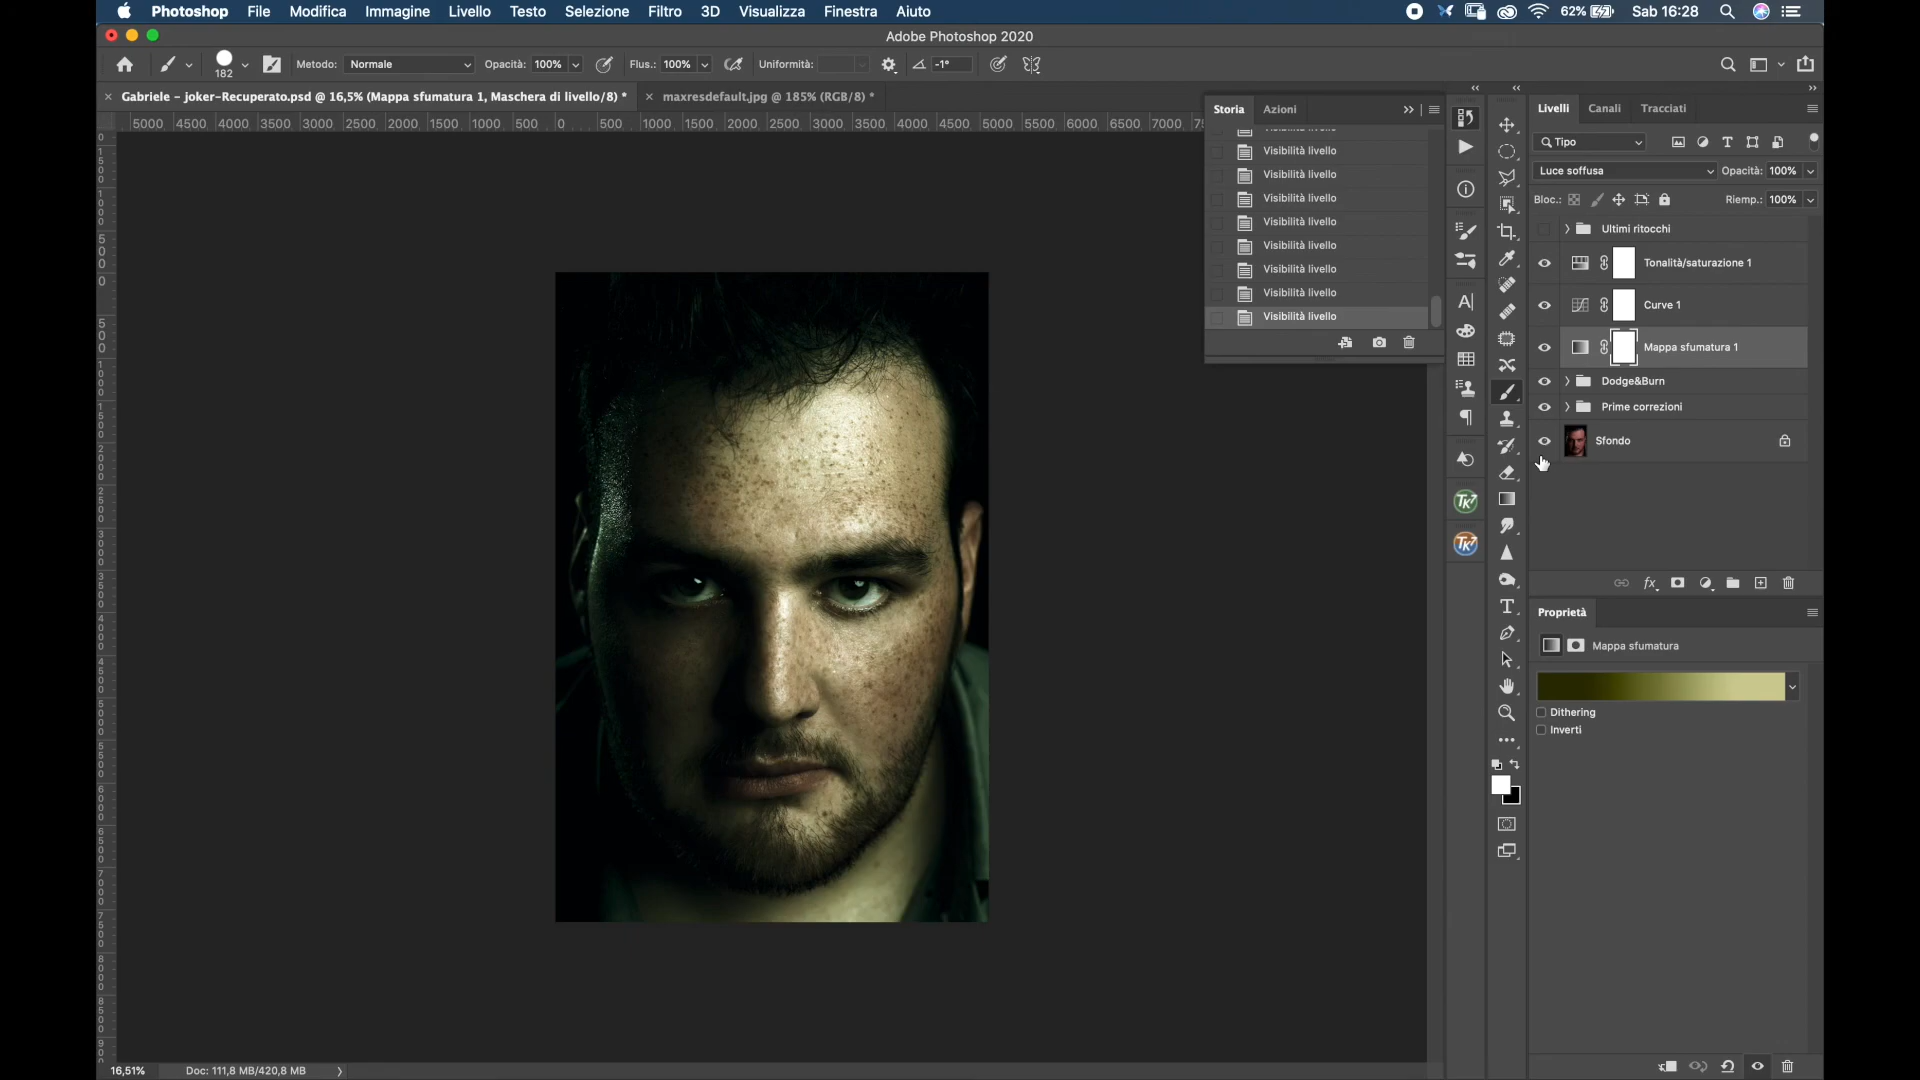 Photoshop File Modifica Immagine Livello Testo Selezione Filtro 3D Visualizza Finestra Aiuto 62% Sab 16:28
Adobe Photoshop 2020
182 Metodo: Normale Opacità: 100% Flus.: 100% Uniformità: -1°
× Gabriele - joker-Recuperato.psd @ 16,5% (Mappa sfumatura 1, Maschera di livello/8) * × maxresdefault.jpg @ 185% (RGB/8) *
5000 4500 4000 3500 3000 2500 2000 1500 1000 500 0 500 1000 1500 2000 2500 3000 3500 4000 4500 5000 5500 6000 6500 7000
Storia Azioni
Visibilità livello
Visibilità livello
Visibilità livello
Visibilità livello
Visibilità livello
Visibilità livello
Visibilità livello
Visibilità livello
Visibilità livello
Livelli Canali Tracciati
Tipo
Luce soffusa Opacità: 100%
Bloc.: Riemp.: 100%
Ultimi ritocchi
Tonalità/saturazione 1
Curve 1
Mappa sfumatura 1
Dodge&Burn
Prime correzioni
Sfondo
TK7
TK7
fx
Proprietà
Mappa sfumatura
Dithering
Inverti
16,51% Doc: 111,8 MB/420,8 MB